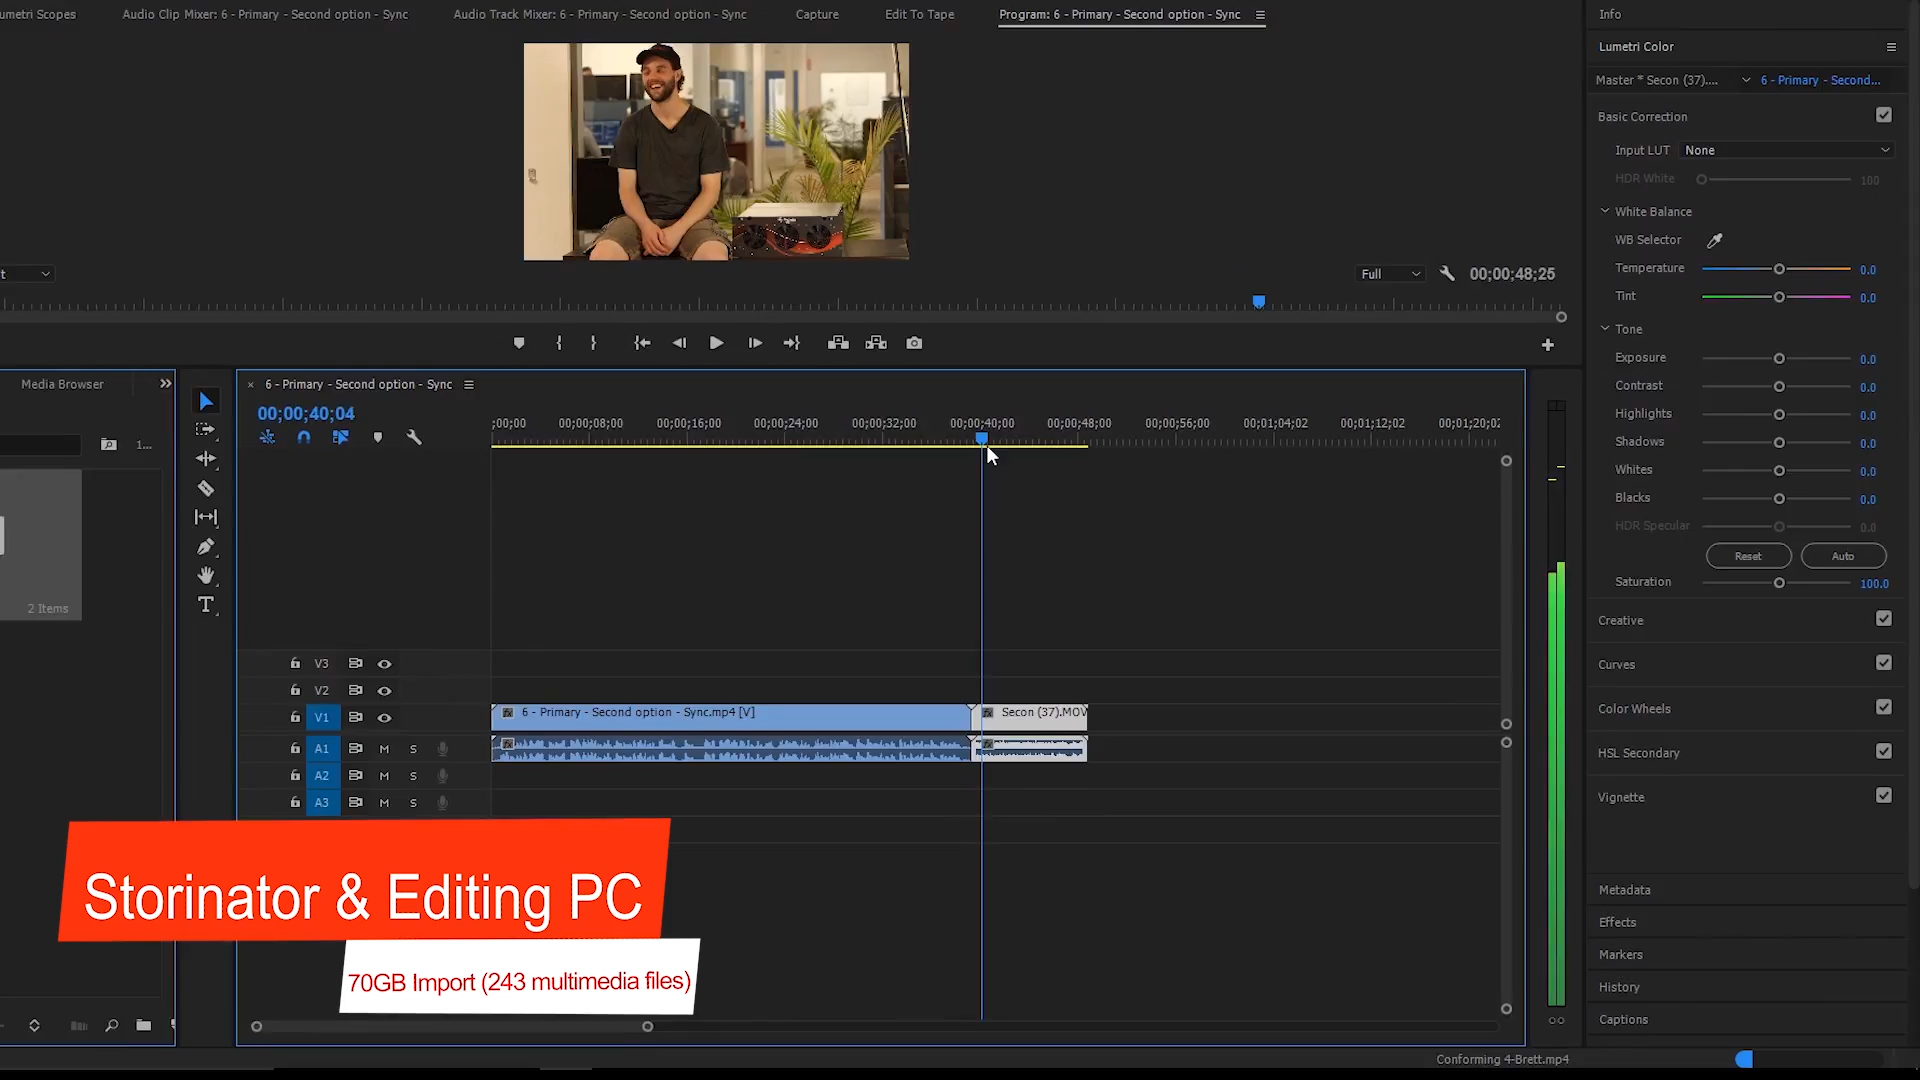 umetri Scopes
Audio Clip Mixer: 6 - Primary - Second option - Sync
Audio Track Mixer: 6 - Primary - Second option - Sync
Capture
Edit To Tape
Program: 6 - Primary - Second option - Sync
Info
Lumetri Color
Master * Secon (37)....
6 - Primary - Second...
Basic Correction
Input LUT
None
HDR White
100
White Balance
WB Selector
Temperature
0.0
Tint
0.0
Tone
Exposure
0.0
Contrast
0.0
Highlights
0.0
Shadows
0.0
Whites
0.0
Blacks
0.0
HDR Specular
0.0
Reset
Auto
Saturation
100.0
Creative
Curves
Color Wheels
HSL Secondary
Vignette
Metadata
Effects
Markers
History
Captions
t
Full
00;00;48;25
Media Browser
1...
2 Items
× 6 - Primary - Second option - Sync
00;00;40;04
;00;00
00;00;08;00
00;00;16;00
00;00;24;00
00;00;32;00
00;00;40;00
00;00;48;00
00;00;56;00
00;01;04;02
00;01;12;02
00;01;20;02
V3
V2
V1
6 - Primary - Second option - Sync.mp4 [V]
Secon (37).MOV
A1 M S
A2 M S
A3 M S
Storinator & Editing PC
70GB Import (243 multimedia files)
Conforming 4-Brett.mp4